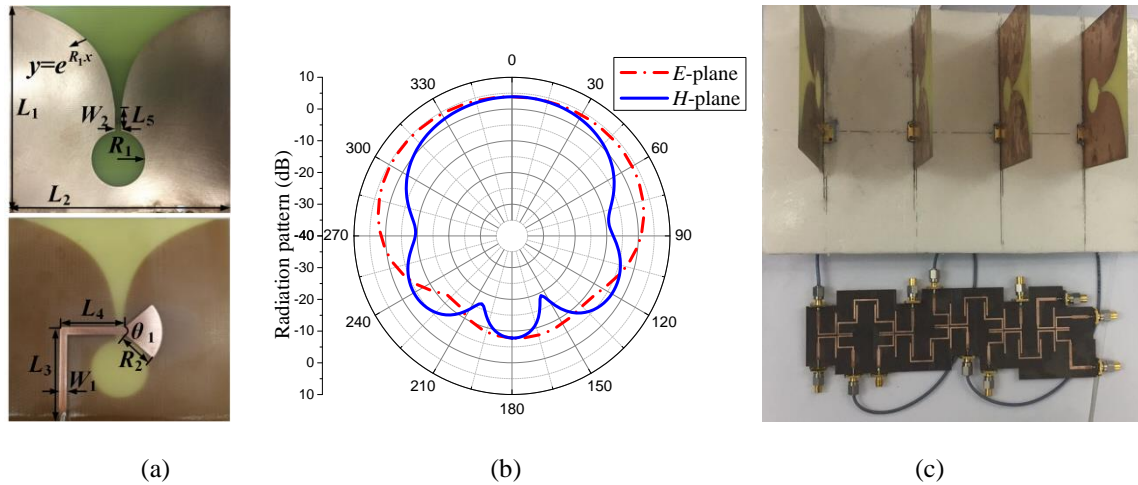 L1
y=e^{R1.x}
W2
L5
R1
L2
L4
θ1
R2
L3
W1
E-plane
H-plane
Radiation pattern (dB)
10
0
-10
-20
-30
-40
-30
-20
-10
0
10
0
30
60
90
120
150
180
210
240
270
300
330
(a) (b) (c)